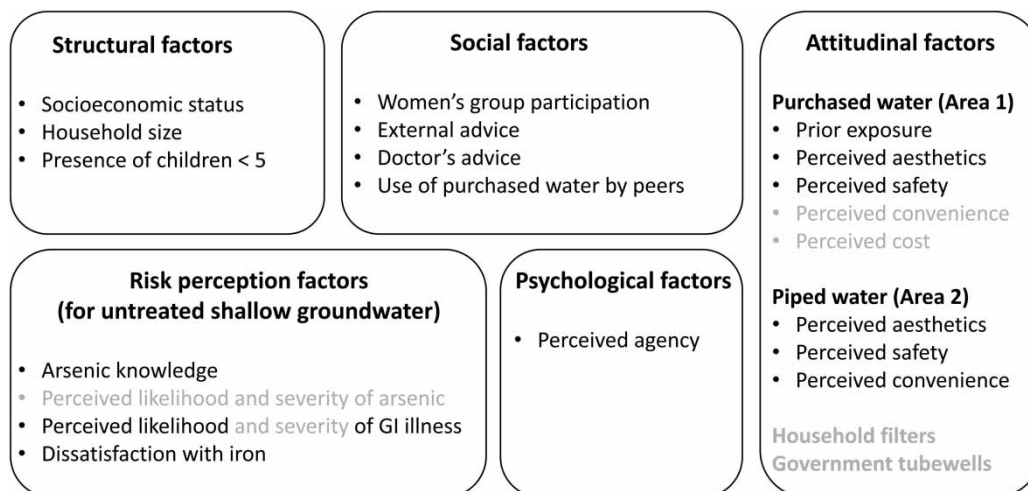 Structural factors
• Socioeconomic status
• Household size
• Presence of children < 5
Social factors
• Women's group participation
• External advice
• Doctor's advice
• Use of purchased water by peers
Attitudinal factors
Purchased water (Area 1)
• Prior exposure
• Perceived aesthetics
• Perceived safety
• Perceived convenience
• Perceived cost
Piped water (Area 2)
• Perceived aesthetics
• Perceived safety
• Perceived convenience
Household filters
Government tubewells
Risk perception factors
(for untreated shallow groundwater)
• Arsenic knowledge
• Perceived likelihood and severity of arsenic
• Perceived likelihood and severity of GI illness
• Dissatisfaction with iron
Psychological factors
• Perceived agency